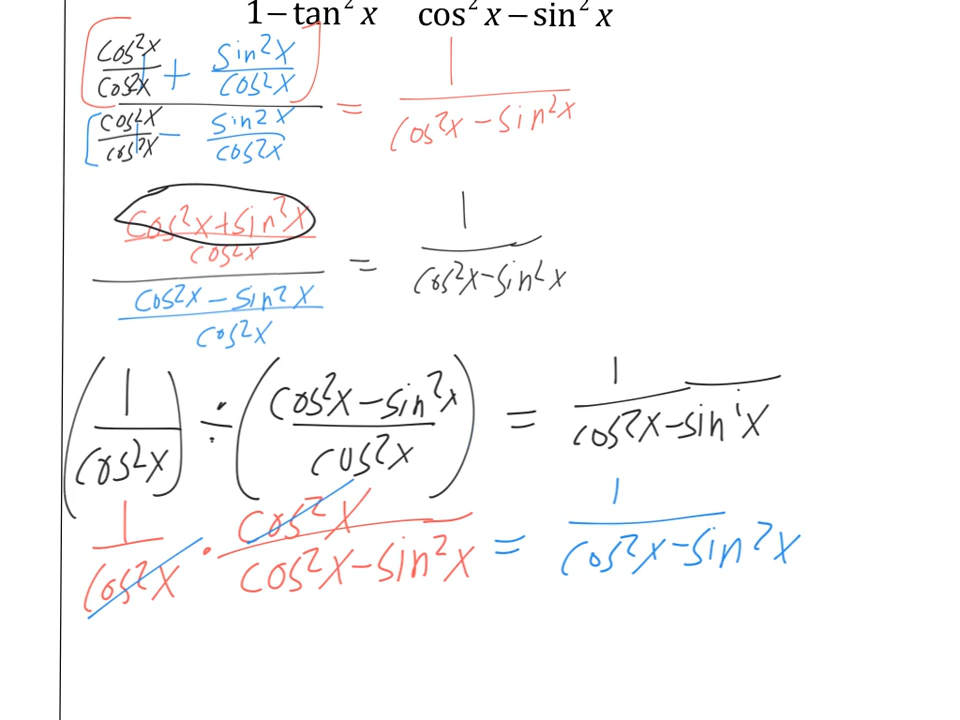 1 − tan² x   cos² x − sin² x
[cos²x/cos²x + sin²x/cos²x] / [cos²x/cos²x − sin²x/cos²x] = 1/(cos²x − sin²x)
((cos²x + sin²x)/cos²x) / ((cos²x − sin²x)/cos²x) = 1/(cos²x − sin²x)
(1/cos²x) ÷ ((cos²x − sin²x)/cos²x) = 1/(cos²x − sin²x)
1/cos²x · cos²x/(cos²x − sin²x) = 1/(cos²x − sin²x)